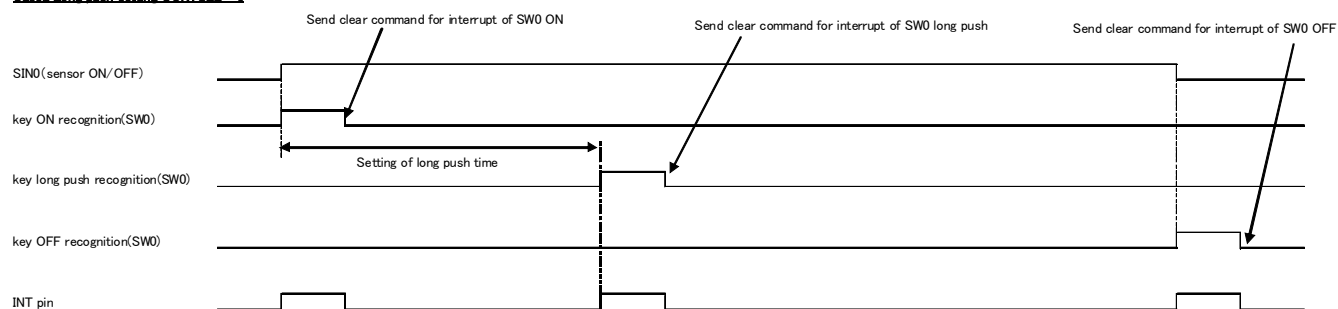 Send clear command for interrupt of SW0 ON
Send clear command for interrupt of SW0 long push
Send clear command for interrupt of SW0 OFF
SIN0(sensor ON/OFF)
key ON recognition(SW0)
Setting of long push time
key long push recognition(SW0)
key OFF recognition(SW0)
INT pin